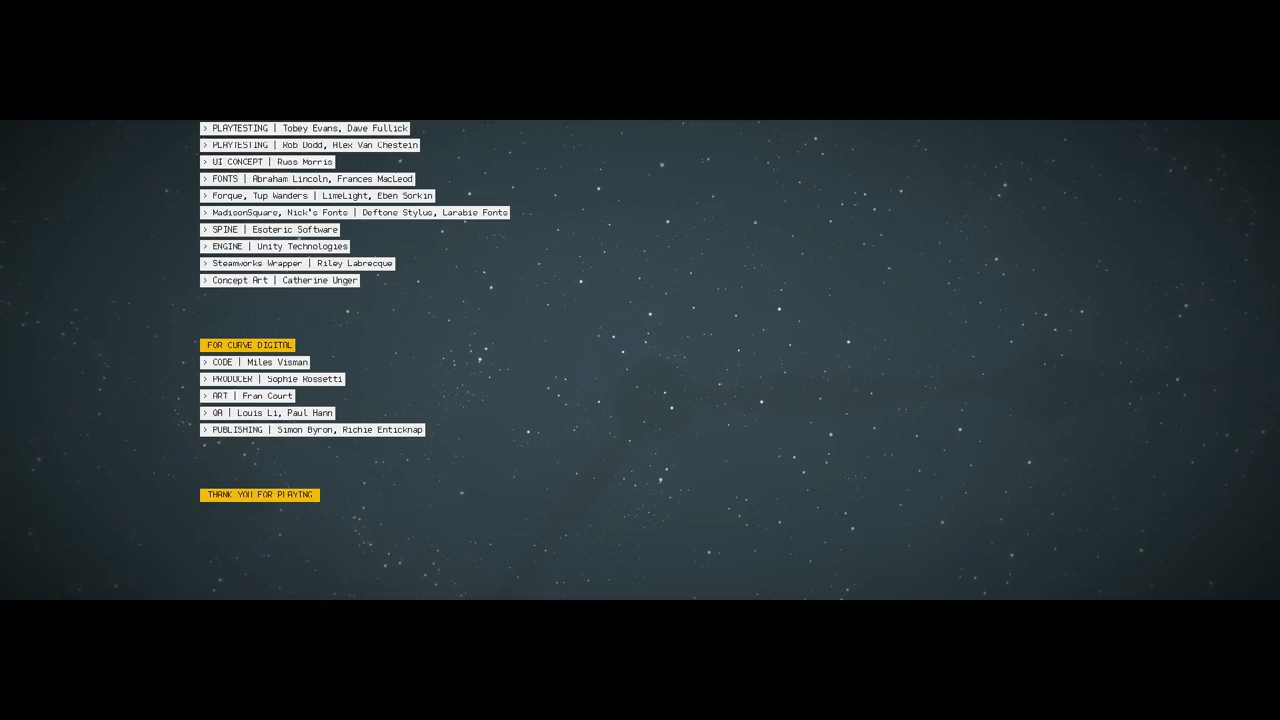 > PLAYTESTING | Tobey Evans, Dave Fullick
> PLAYTESTING | Rob Dodd, Alex Van Chestein
> UI CONCEPT | Russ Morris
> FONTS | Abraham Lincoln, Frances MacLeod
> Forque, Tup Wanders | LimeLight, Eben Sorkin
> MadisonSquare, Nick's Fonts | Deftone Stylus, Larabie Fonts
> SPINE | Esoteric Software
> ENGINE | Unity Technologies
> Steamworks Wrapper | Riley Labrecque
> Concept Art | Catherine Unger
FOR CURVE DIGITAL
> CODE | Miles Visman
> PRODUCER | Sophie Rossetti
> ART | Fran Court
> QA | Louis Li, Paul Hann
> PUBLISHING | Simon Byron, Richie Enticknap
THANK YOU FOR PLAYING